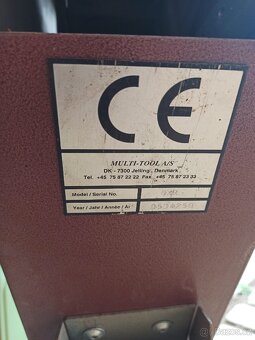 CE
MULTI-TOOL A/S
DK - 7300 Jelling, Denmark
Tel. +45 75 87 22 22 Fax +45 75 87 23 33
Model / Serial No.
Year / Jahr / Année / År